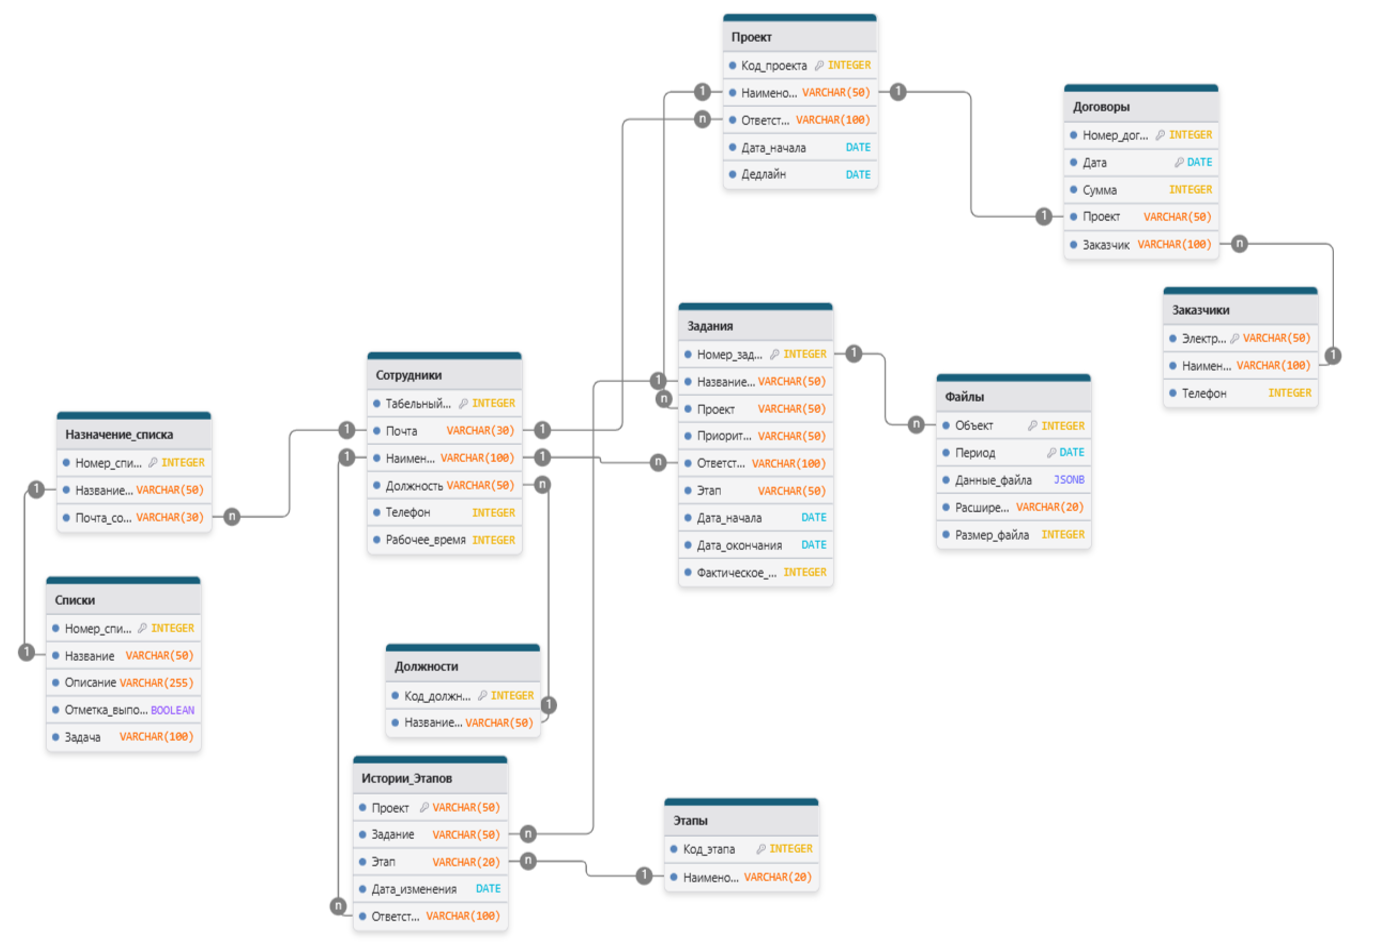 Проект
Код_проекта INTEGER
Наимено... VARCHAR(50)
Ответст... VARCHAR(100)
Дата_начала DATE
Дедлайн DATE
1
n
1
Договоры
Номер_дог... INTEGER
Дата DATE
Сумма INTEGER
Проект VARCHAR(50)
Заказчик VARCHAR(100)
1
n
Заказчики
Электр... VARCHAR(50)
Наимен... VARCHAR(100)
Телефон INTEGER
1
Задания
Номер_зад... INTEGER
Название... VARCHAR(50)
Проект VARCHAR(50)
Приорит... VARCHAR(50)
Ответст... VARCHAR(100)
Этап VARCHAR(50)
Дата_начала DATE
Дата_окончания DATE
Фактическое_... INTEGER
1
1
n
n
Файлы
Объект INTEGER
Период DATE
Данные_файла JSONB
Расшире... VARCHAR(20)
Размер_файла INTEGER
n
Сотрудники
Табельный... INTEGER
Почта VARCHAR(30)
Наимен... VARCHAR(100)
Должность VARCHAR(50)
Телефон INTEGER
Рабочее_время INTEGER
1
1
1
1
n
Назначение_списка
Номер_спи... INTEGER
Название... VARCHAR(50)
Почта_со... VARCHAR(30)
1
n
Списки
Номер_спи... INTEGER
Название VARCHAR(50)
Описание VARCHAR(255)
Отметка_выпо... BOOLEAN
Задача VARCHAR(100)
1
Должности
Код_должн... INTEGER
Название... VARCHAR(50)
1
Истории_Этапов
Проект VARCHAR(50)
Задание VARCHAR(50)
Этап VARCHAR(20)
Дата_изменения DATE
Ответст... VARCHAR(100)
n
n
n
Этапы
Код_этапа INTEGER
Наимено... VARCHAR(20)
1